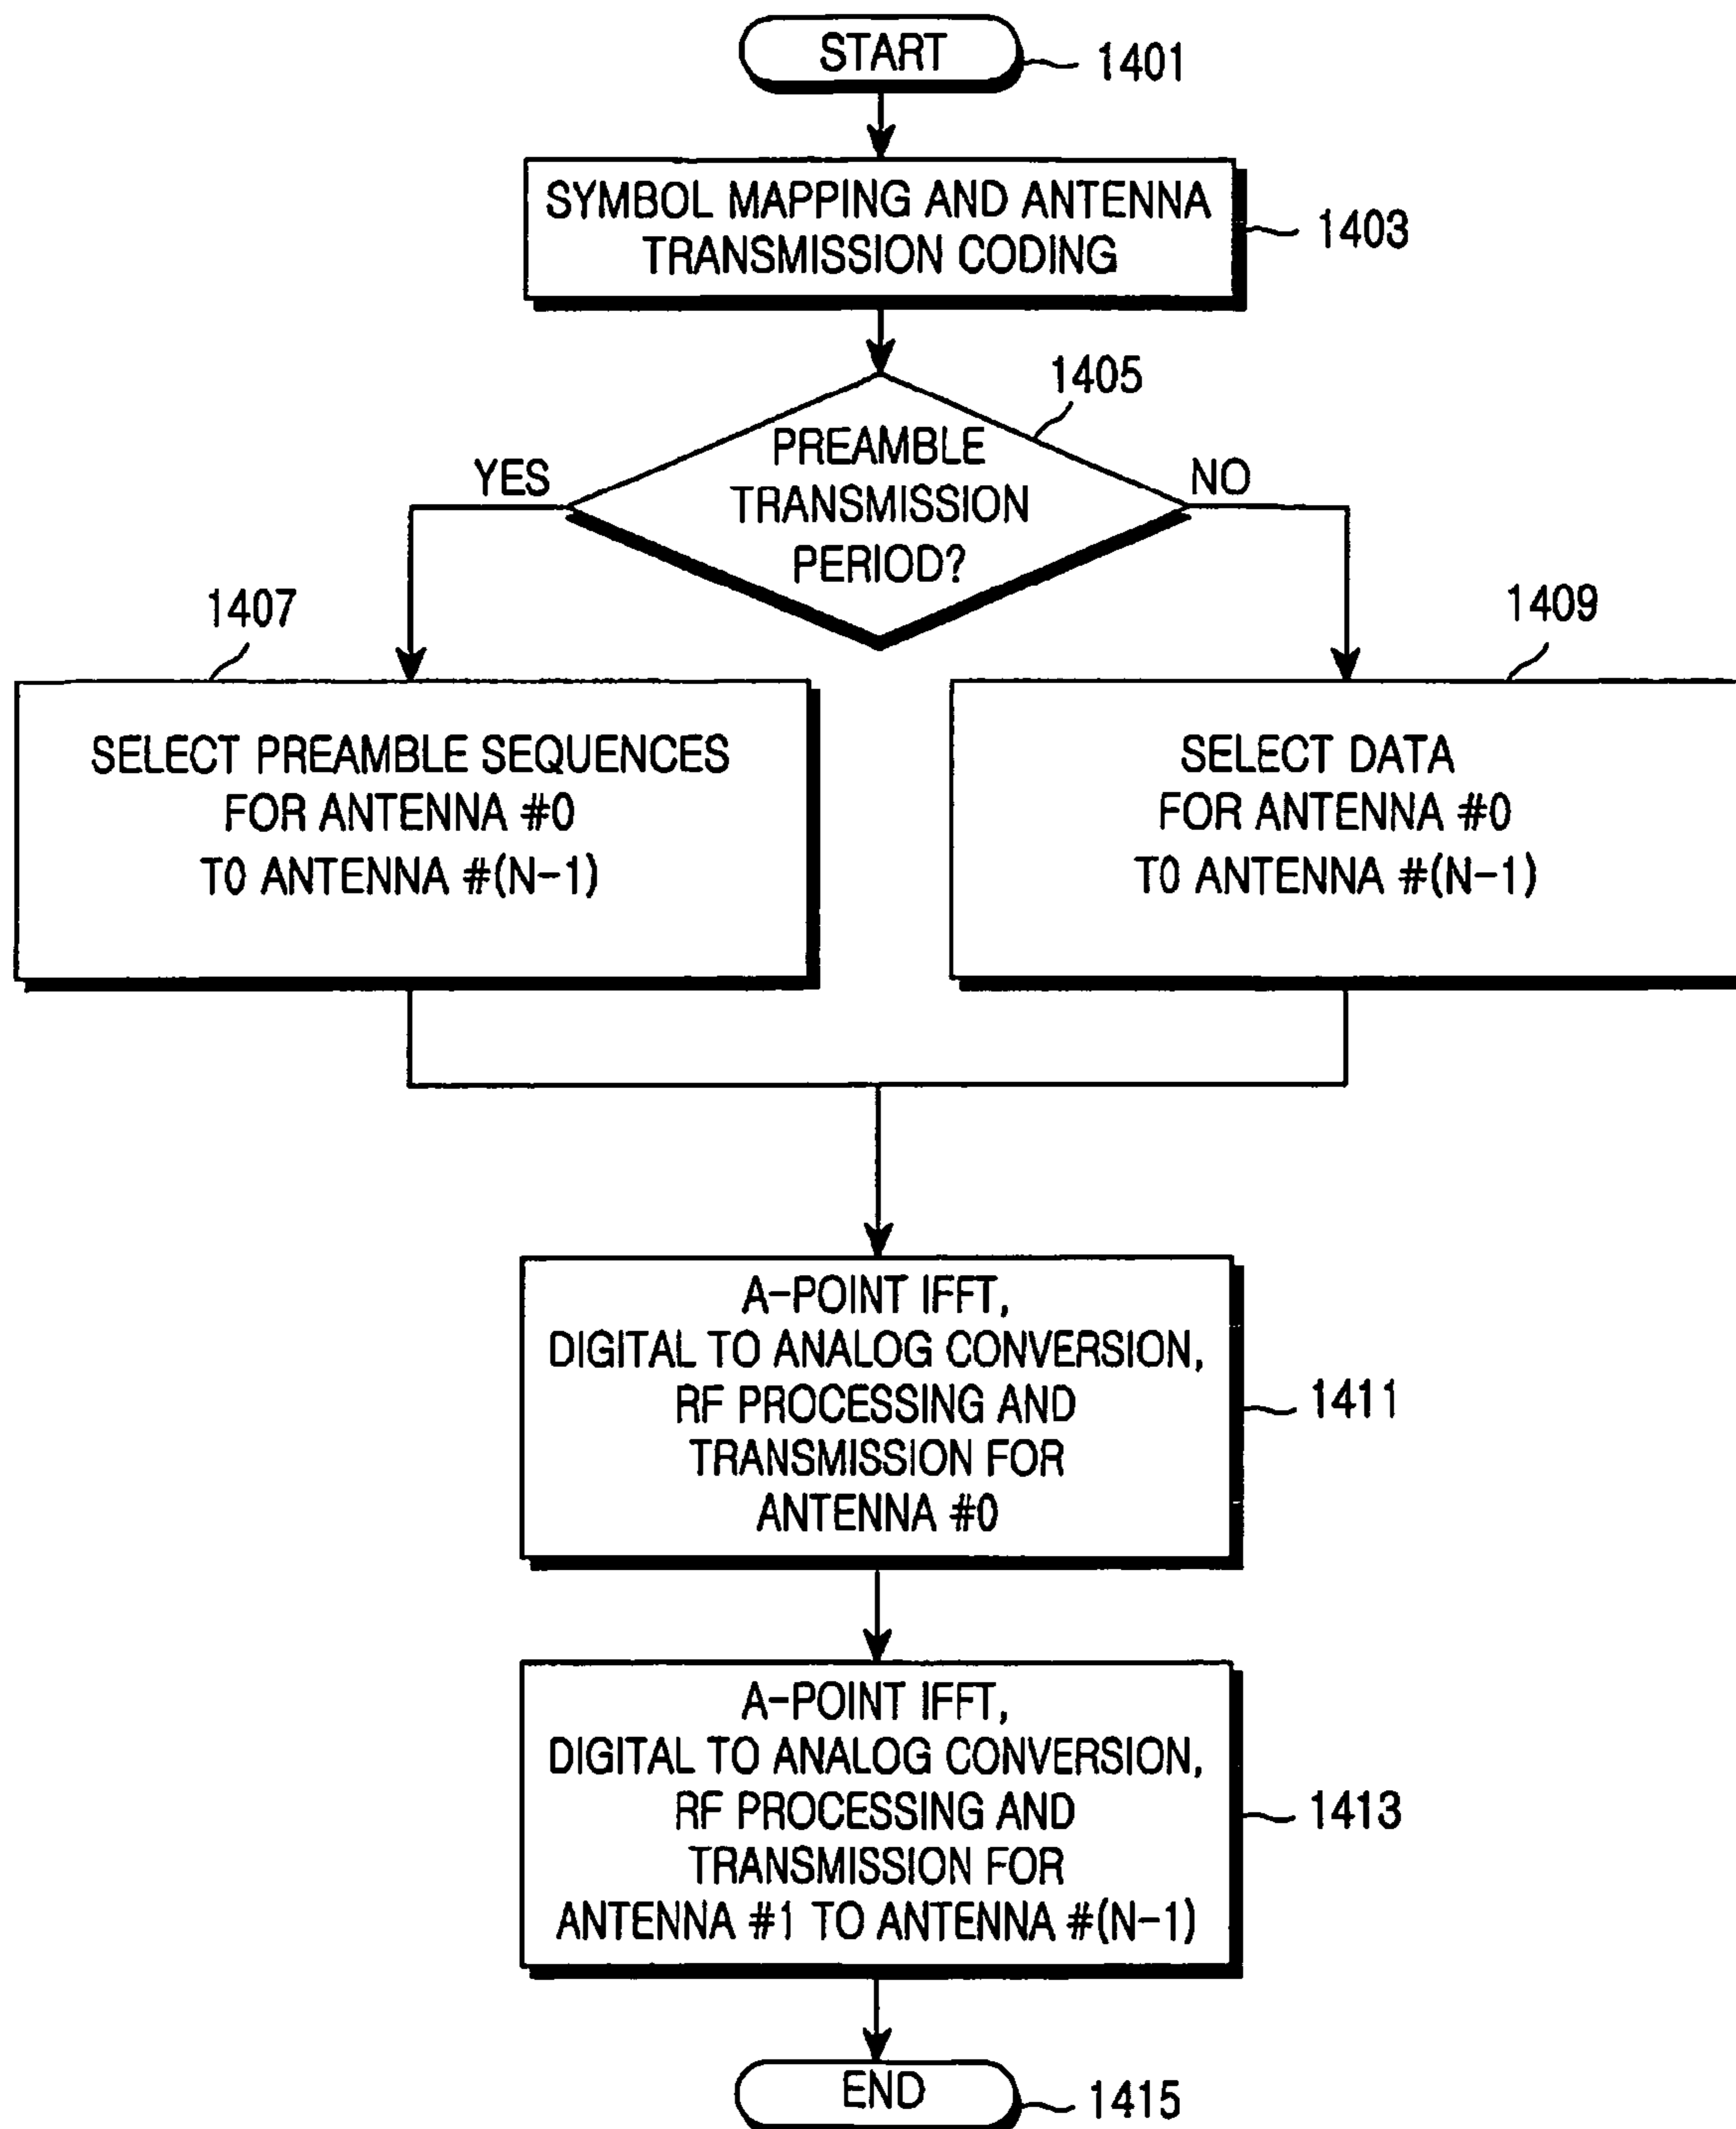 START
1401
SYMBOL MAPPING AND ANTENNA
TRANSMISSION CODING
1403
1405
PREAMBLE
TRANSMISSION
PERIOD?
YES
NO
1407
1409
SELECT PREAMBLE SEQUENCES
FOR ANTENNA #0
TO ANTENNA #(N-1)
SELECT DATA
FOR ANTENNA #0
TO ANTENNA #(N-1)
A-POINT IFFT,
DIGITAL TO ANALOG CONVERSION,
RF PROCESSING AND
TRANSMISSION FOR
ANTENNA #0
1411
A-POINT IFFT,
DIGITAL TO ANALOG CONVERSION,
RF PROCESSING AND
TRANSMISSION FOR
ANTENNA #1 TO ANTENNA #(N-1)
1413
END
1415